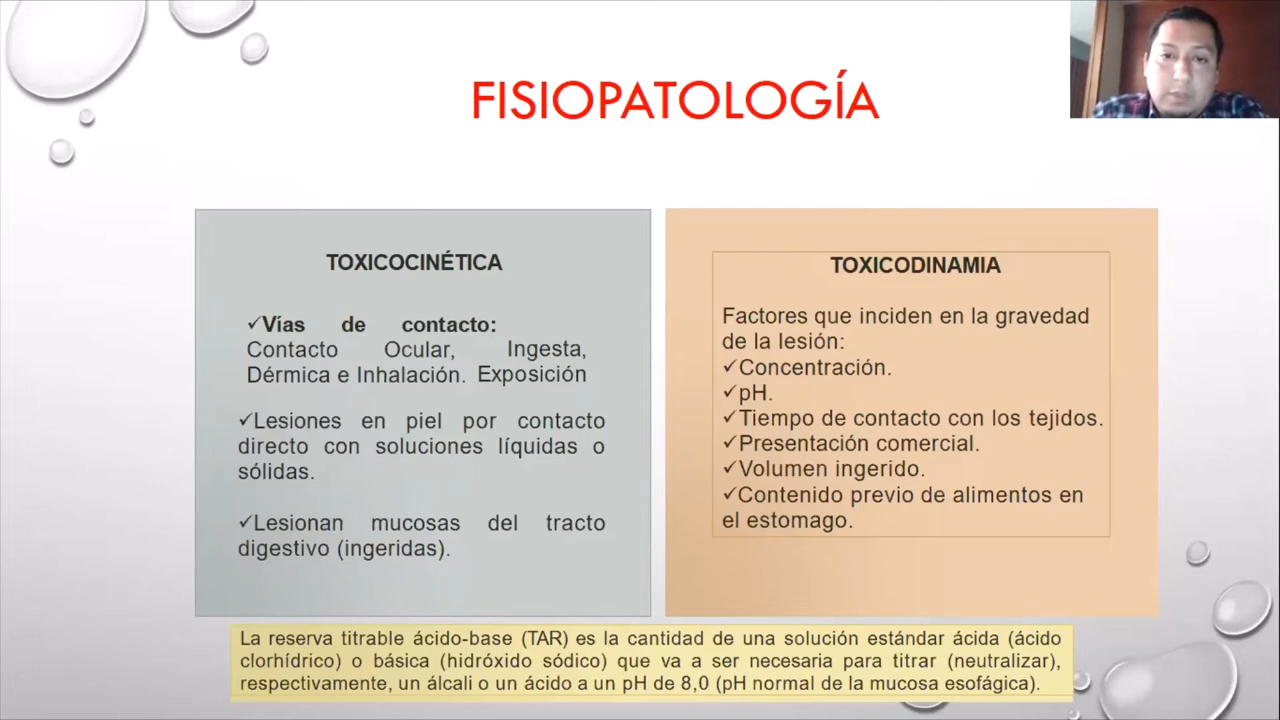 FISIOPATOLOGÍA
TOXICOCINÉTICA
✓Vías de contacto:
Contacto Ocular, Ingesta,
Dérmica e Inhalación. Exposición
✓Lesiones en piel por contacto
directo con soluciones líquidas o
sólidas.
✓Lesionan mucosas del tracto
digestivo (ingeridas).
TOXICODINAMIA
Factores que inciden en la gravedad
de la lesión:
✓Concentración.
✓pH.
✓Tiempo de contacto con los tejidos.
✓Presentación comercial.
✓Volumen ingerido.
✓Contenido previo de alimentos en
el estomago.
La reserva titrable ácido-base (TAR) es la cantidad de una solución estándar ácida (ácido
clorhídrico) o básica (hidróxido sódico) que va a ser necesaria para titrar (neutralizar),
respectivamente, un álcali o un ácido a un pH de 8,0 (pH normal de la mucosa esofágica).